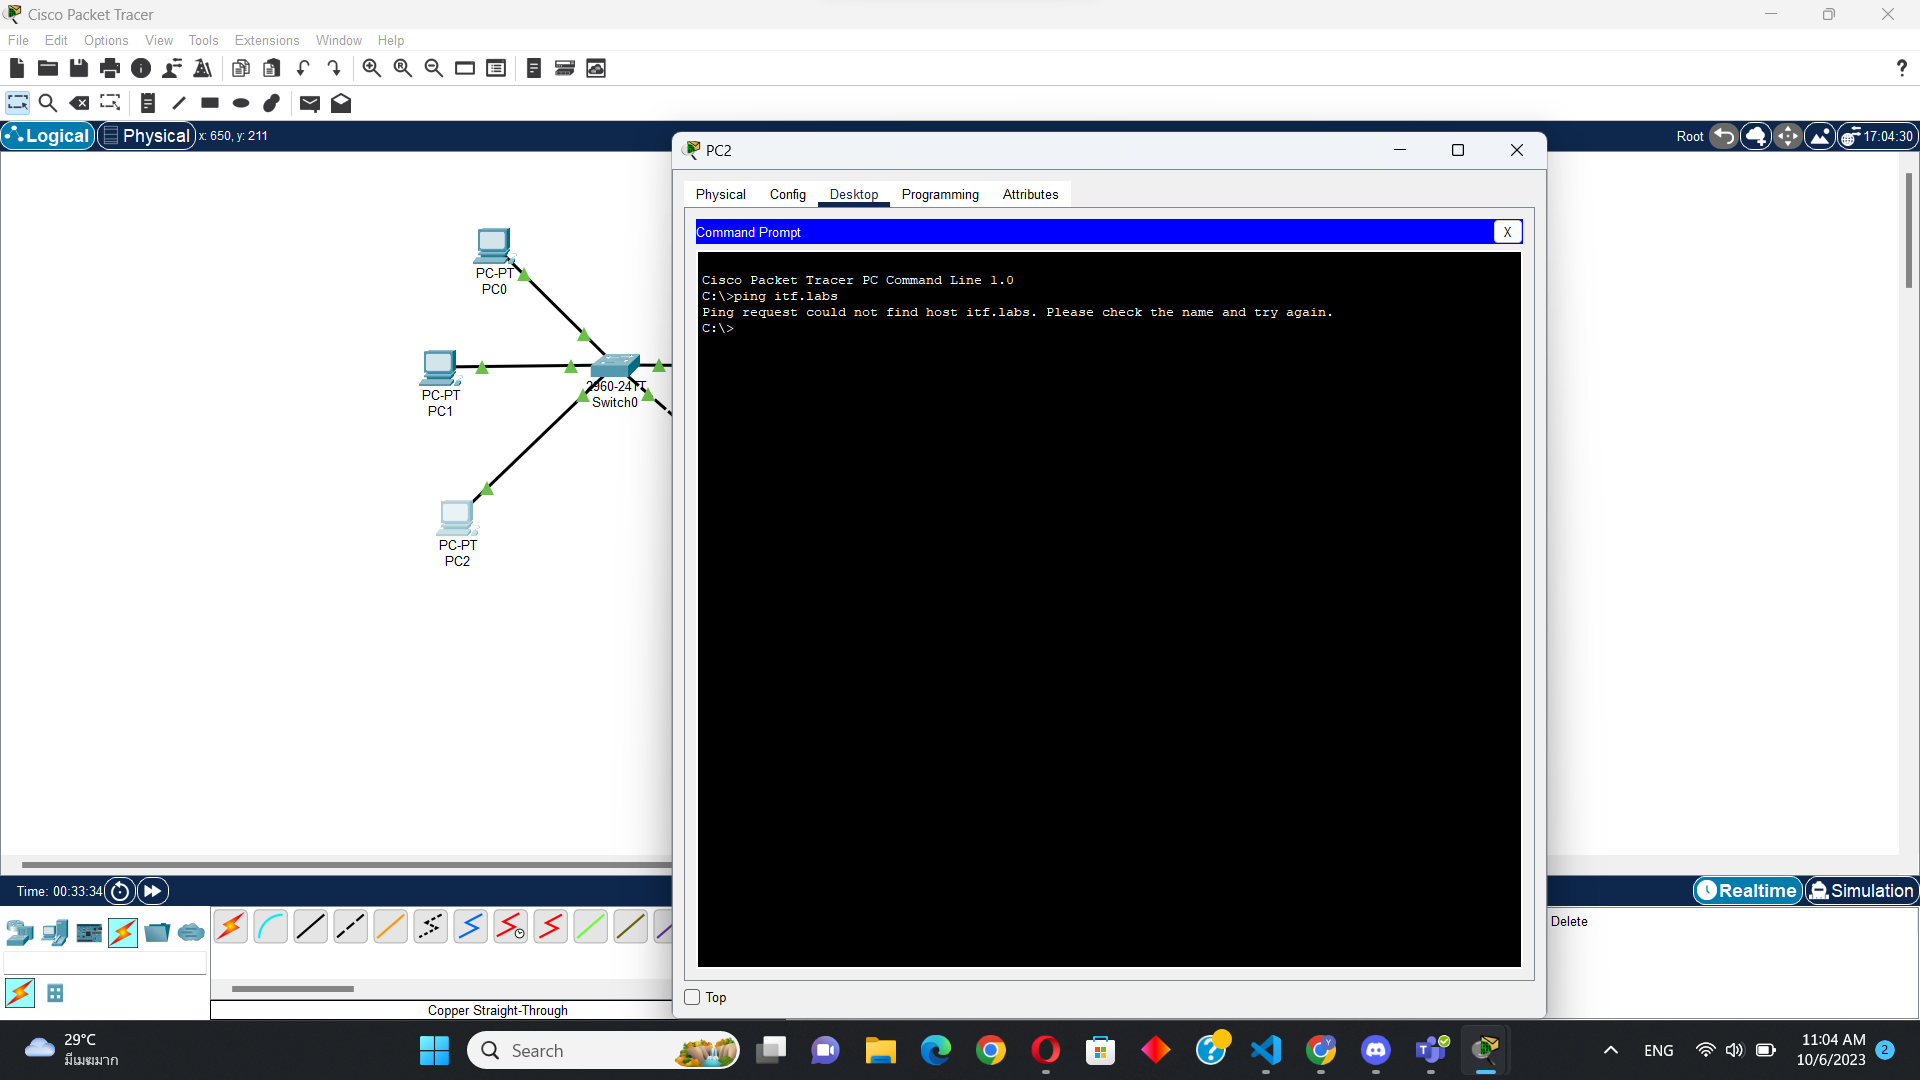 Cisco Packet Tracer
File Edit Options View Tools Extensions Window Help
?
Logical Physical x: 650, y: 211
Root 17:04:30
PC2
Physical Config Desktop Programming Attributes
Command Prompt
X
Cisco Packet Tracer PC Command Line 1.0
C:\>ping itf.labs
Ping request could not find host itf.labs. Please check the name and try again.
C:\>
PC-PT
PC0
PC-PT
PC1
2960-24TT
Switch0
PC-PT
PC2
Time: 00:33:34
Realtime Simulation
Delete
Top
Copper Straight-Through
29°C
มีเมฆมาก
Search
ENG
11:04 AM
10/6/2023
2